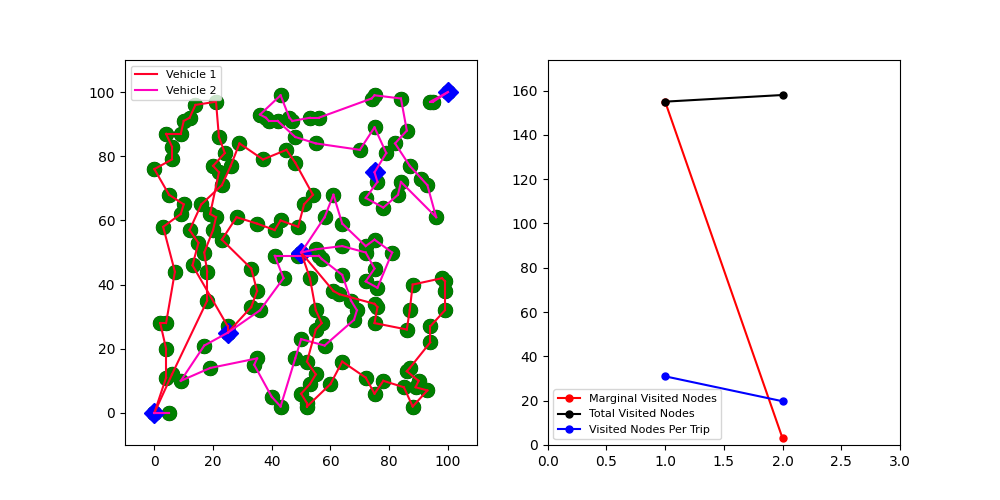 Vehicle 1
Vehicle 2
100
80
60
40
20
0
0 20 40 60 80 100
160
140
120
100
80
60
40
20
0
Marginal Visited Nodes
Total Visited Nodes
Visited Nodes Per Trip
0.0 0.5 1.0 1.5 2.0 2.5 3.0